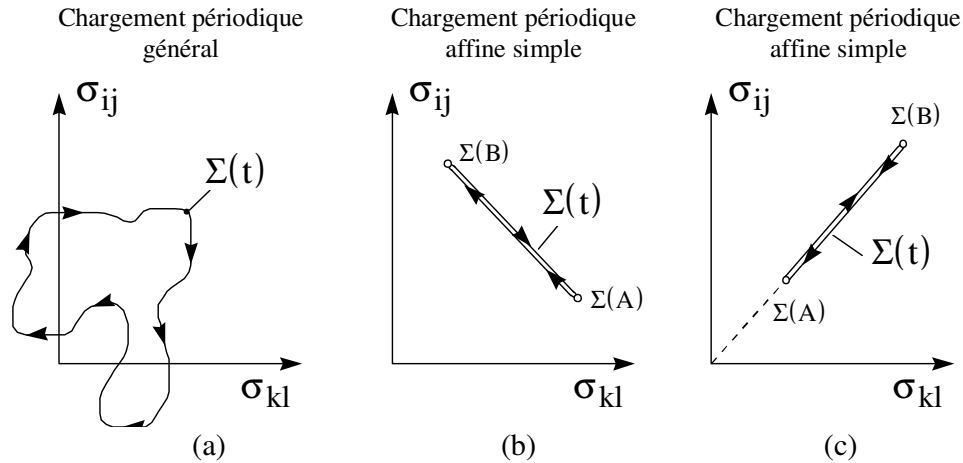 Chargement périodique
général
σij
Σ(t)
σkl
(a)
Chargement périodique
affine simple
σij
Σ(B)
Σ(t)
Σ(A)
σkl
(b)
Chargement périodique
affine simple
σij
Σ(B)
Σ(t)
Σ(A)
σkl
(c)